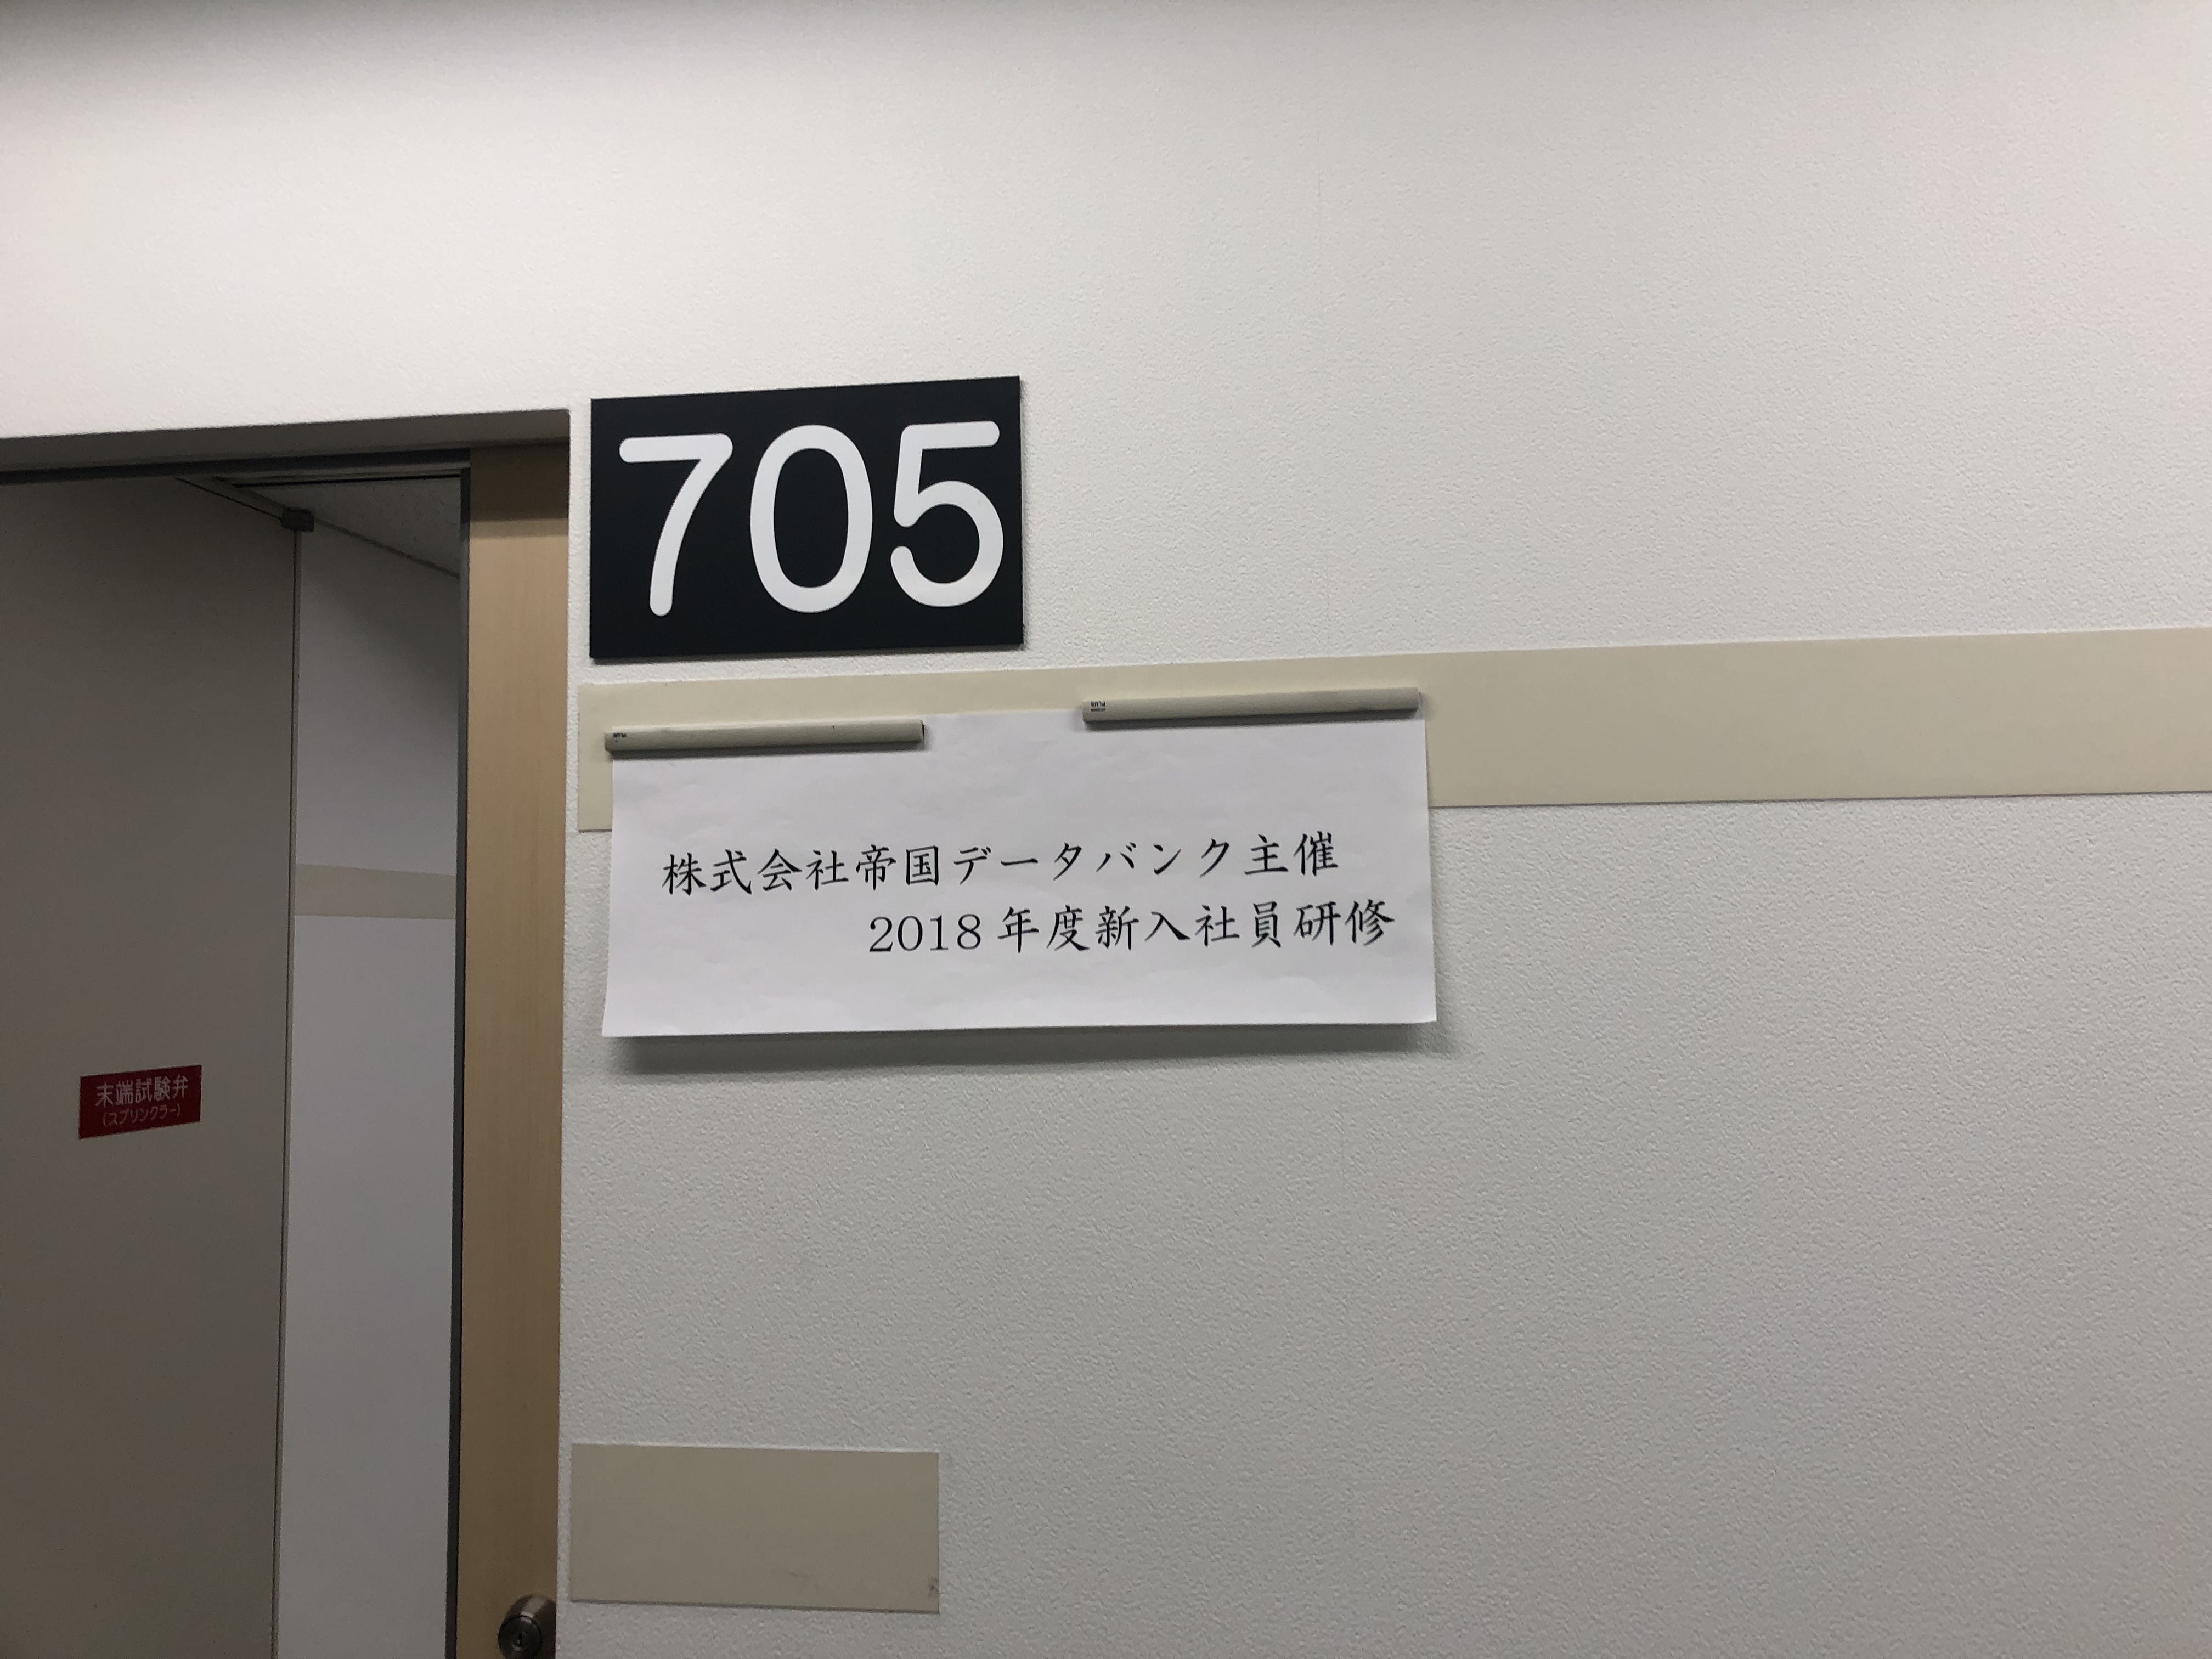 705
株式会社帝国データバンク主催
2018年度新入社員研修
末端試験弁
(スプリンクラー)
PLUS
PLUS